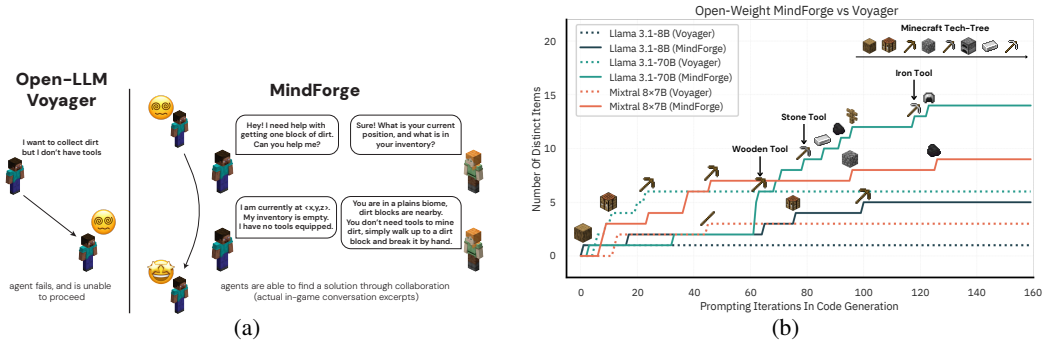 Open-LLM
Voyager
I want to collect dirt
but I don't have tools
agent fails, and is unable
to proceed
MindForge
Hey! I need help with
getting one block of dirt.
Can you help me?
Sure! What is your current
position, and what is in
your inventory?
I am currently at <x,y,z>.
My inventory is empty.
I have no tools equipped.
You are in a plains biome,
dirt blocks are nearby.
You don't need tools to mine
dirt, simply walk up to a dirt
block and break it by hand.
agents are able to find a solution through collaboration
(actual in-game conversation excerpts)
(a)
Open-Weight MindForge vs Voyager
Llama 3.1-8B (Voyager)
Llama 3.1-8B (MindForge)
Llama 3.1-70B (Voyager)
Llama 3.1-70B (MindForge)
Mixtral 8×7B (Voyager)
Mixtral 8×7B (MindForge)
Minecraft Tech-Tree
Iron Tool
Stone Tool
Wooden Tool
Number Of Distinct Items
20
15
10
5
0
0
20
40
60
80
100
120
140
160
Prompting Iterations In Code Generation
(b)